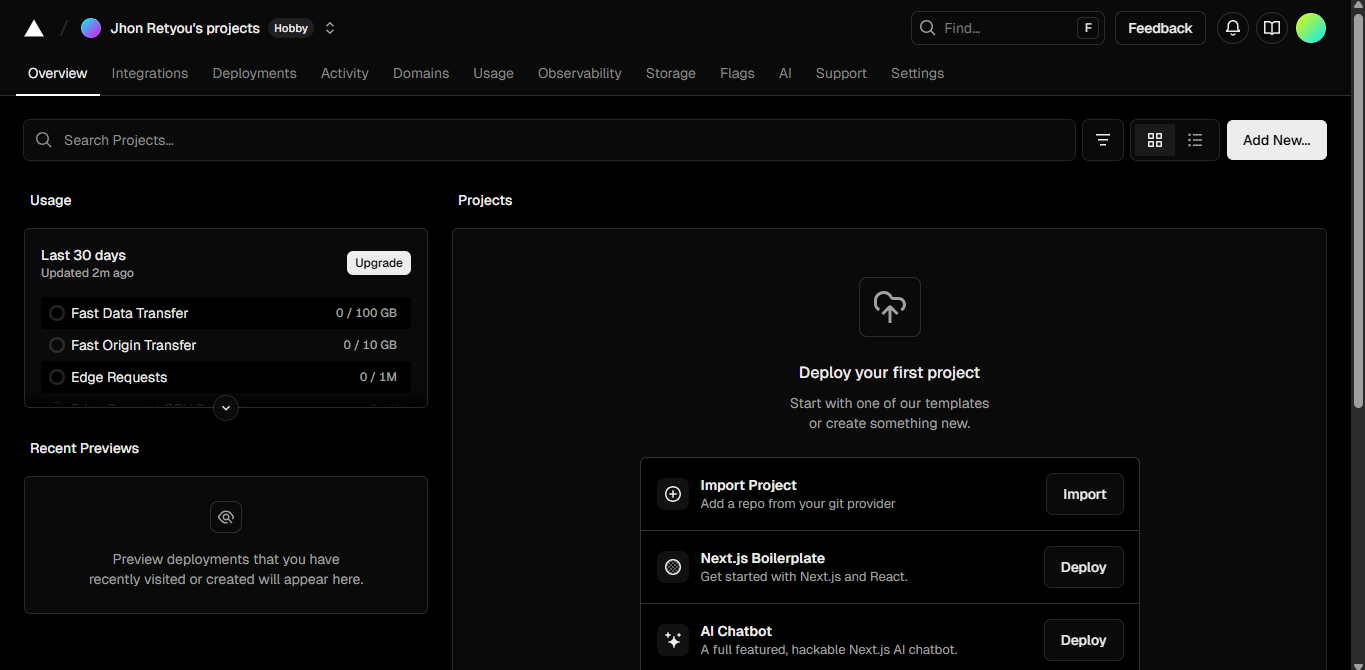 Jhon Retyou's projects Hobby
Find... F Feedback
Overview Integrations Deployments Activity Domains Usage Observability Storage Flags AI Support Settings
Search Projects...
Add New...
Usage
Last 30 days
Updated 2m ago
Upgrade
Fast Data Transfer 0 / 100 GB
Fast Origin Transfer 0 / 10 GB
Edge Requests 0 / 1M
Recent Previews
Preview deployments that you have
recently visited or created will appear here.
Projects
Deploy your first project
Start with one of our templates
or create something new.
Import Project
Add a repo from your git provider
Import
Next.js Boilerplate
Get started with Next.js and React.
Deploy
AI Chatbot
A full featured, hackable Next.js AI chatbot.
Deploy